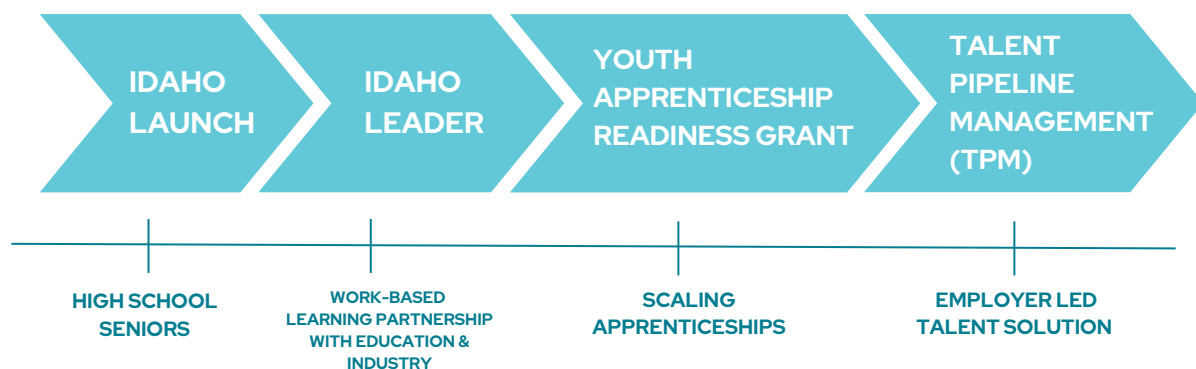 IDAHO
LAUNCH
IDAHO
LEADER
YOUTH
APPRENTICESHIP
READINESS GRANT
TALENT
PIPELINE
MANAGEMENT
(TPM)
HIGH SCHOOL
SENIORS
WORK-BASED
LEARNING PARTNERSHIP
WITH EDUCATION &
INDUSTRY
SCALING
APPRENTICESHIPS
EMPLOYER LED
TALENT SOLUTION